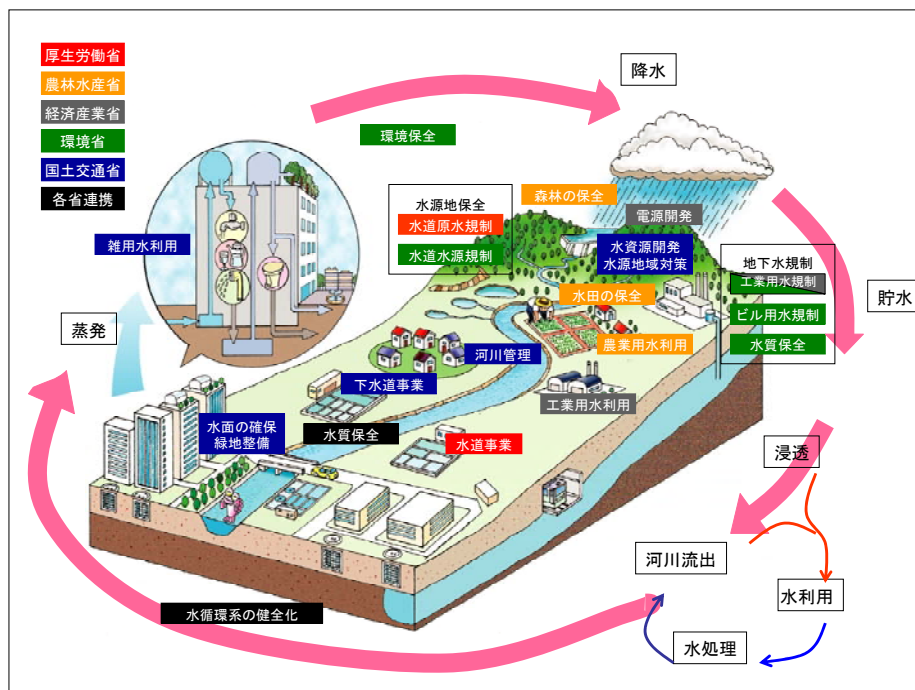 厚生労働省
農林水産省
経済産業省
環境省
国土交通省
各省連携
降水
環境保全
森林の保全
水源地保全
水道原水規制
水道水源規制
電源開発
雑用水利用
水資源開発
水源地域対策
地下水規制
工業用水規制
ビル用水規制
水質保全
貯水
水田の保全
蒸発
河川管理
農業用水利用
下水道事業
工業用水利用
水面の確保
緑地整備
水質保全
水道事業
浸透
河川流出
水利用
水循環系の健全化
水処理